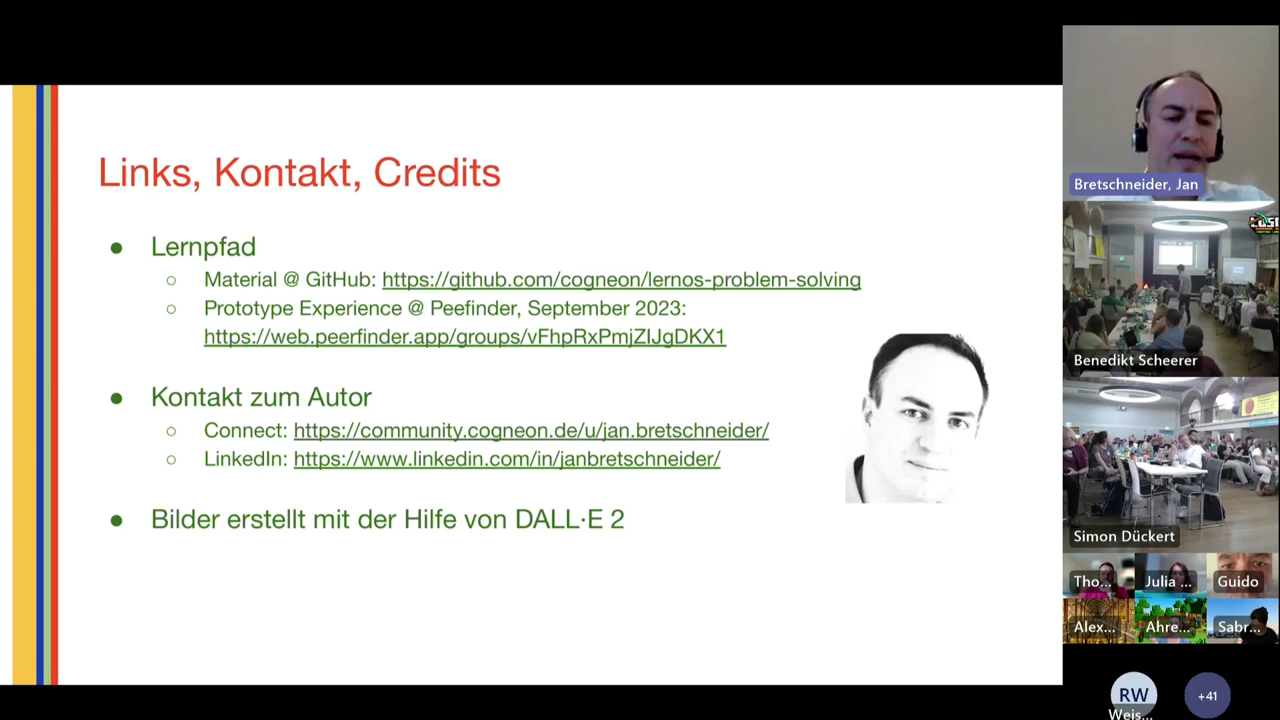 Links, Kontakt, Credits
● Lernpfad
○ Material @ GitHub: https://github.com/cogneon/lernos-problem-solving
○ Prototype Experience @ Peefinder, September 2023:
https://web.peerfinder.app/groups/vFhpRxPmjZIJgDKX1
● Kontakt zum Autor
○ Connect: https://community.cogneon.de/u/jan.bretschneider/
○ LinkedIn: https://www.linkedin.com/in/janbretschneider/
● Bilder erstellt mit der Hilfe von DALL·E 2
Bretschneider, Jan
Benedikt Scheerer
Simon Dückert
Tho... Julia ... Guido
Alex... Ahre... Sabr...
RW +41
Weis...